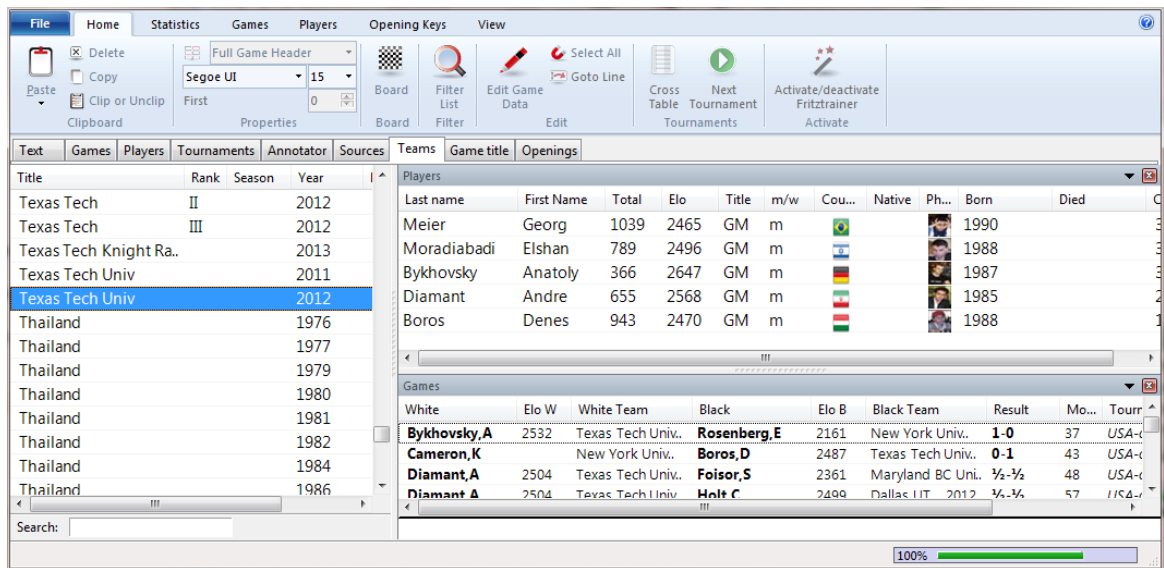 File Home Statistics Games Players Opening Keys View
Paste
Delete
Copy
Clip or Unclip
Clipboard
Full Game Header
Segoe UI 15
First 0
Properties
Board
Board
Filter List
Filter
Edit Game Data
Select All
Goto Line
Edit
Cross Table
Next Tournament
Tournaments
Activate/deactivate Fritztrainer
Activate
Text Games Players Tournaments Annotator Sources Teams Game title Openings
Title Rank Season Year
Texas Tech II 2012
Texas Tech III 2012
Texas Tech Knight Ra.. 2013
Texas Tech Univ 2011
Texas Tech Univ 2012
Thailand 1976
Thailand 1977
Thailand 1979
Thailand 1980
Thailand 1981
Thailand 1982
Thailand 1984
Thailand 1986
Search:
Players
Last name First Name Total Elo Title m/w Cou... Native Ph... Born Died
Meier Georg 1039 2465 GM m 1990
Moradiabadi Elshan 789 2496 GM m 1988
Bykhovsky Anatoly 366 2647 GM m 1987
Diamant Andre 655 2568 GM m 1985
Boros Denes 943 2470 GM m 1988
Games
White Elo W White Team Black Elo B Black Team Result Mo... Tourr
Bykhovsky,A 2532 Texas Tech Univ.. Rosenberg,E 2161 New York Univ.. 1-0 37 USA-
Cameron,K New York Univ.. Boros,D 2487 Texas Tech Univ.. 0-1 43 USA-
Diamant,A 2504 Texas Tech Univ.. Foisor,S 2361 Maryland BC Uni.. ½-½ 48 USA-
Diamant,A 2504 Texas Tech Univ Holt,C 2499 Dallas UT 2012 ½-½ 57 USA-
100%